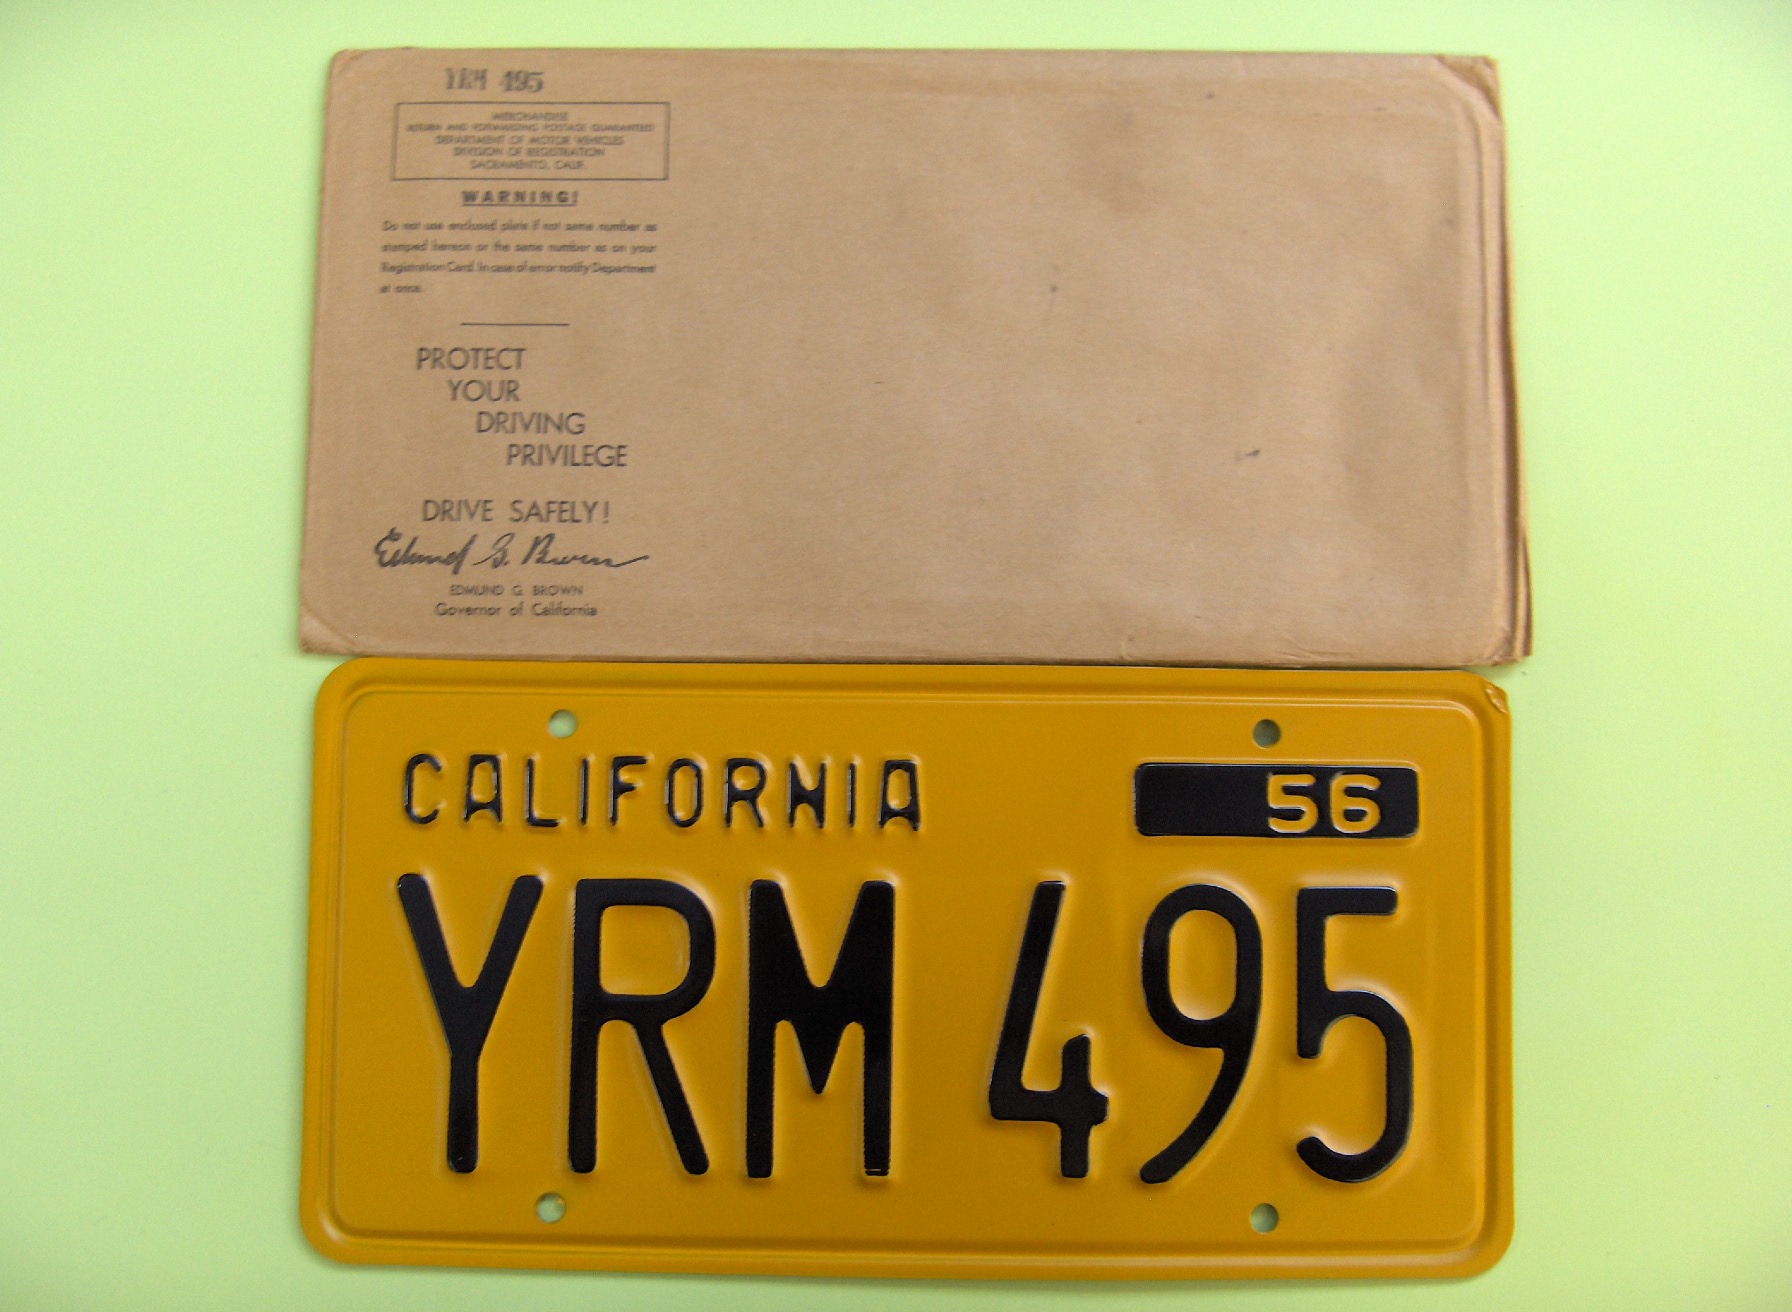 YRM 495
MERCHANDISE
RETURN AND FORWARDING POSTAGE GUARANTEED
DEPARTMENT OF MOTOR VEHICLES
DIVISION OF REGISTRATION
SACRAMENTO, CALIF.
WARNING!
Do not use enclosed plate if not same number as
stamped hereon or the same number as on your
Registration Card. In case of error notify Department
at once.
PROTECT
YOUR
DRIVING
PRIVILEGE
DRIVE SAFELY!
Edmund G. Brown
EDMUND G. BROWN
Governor of California
CALIFORNIA 56
YRM 495